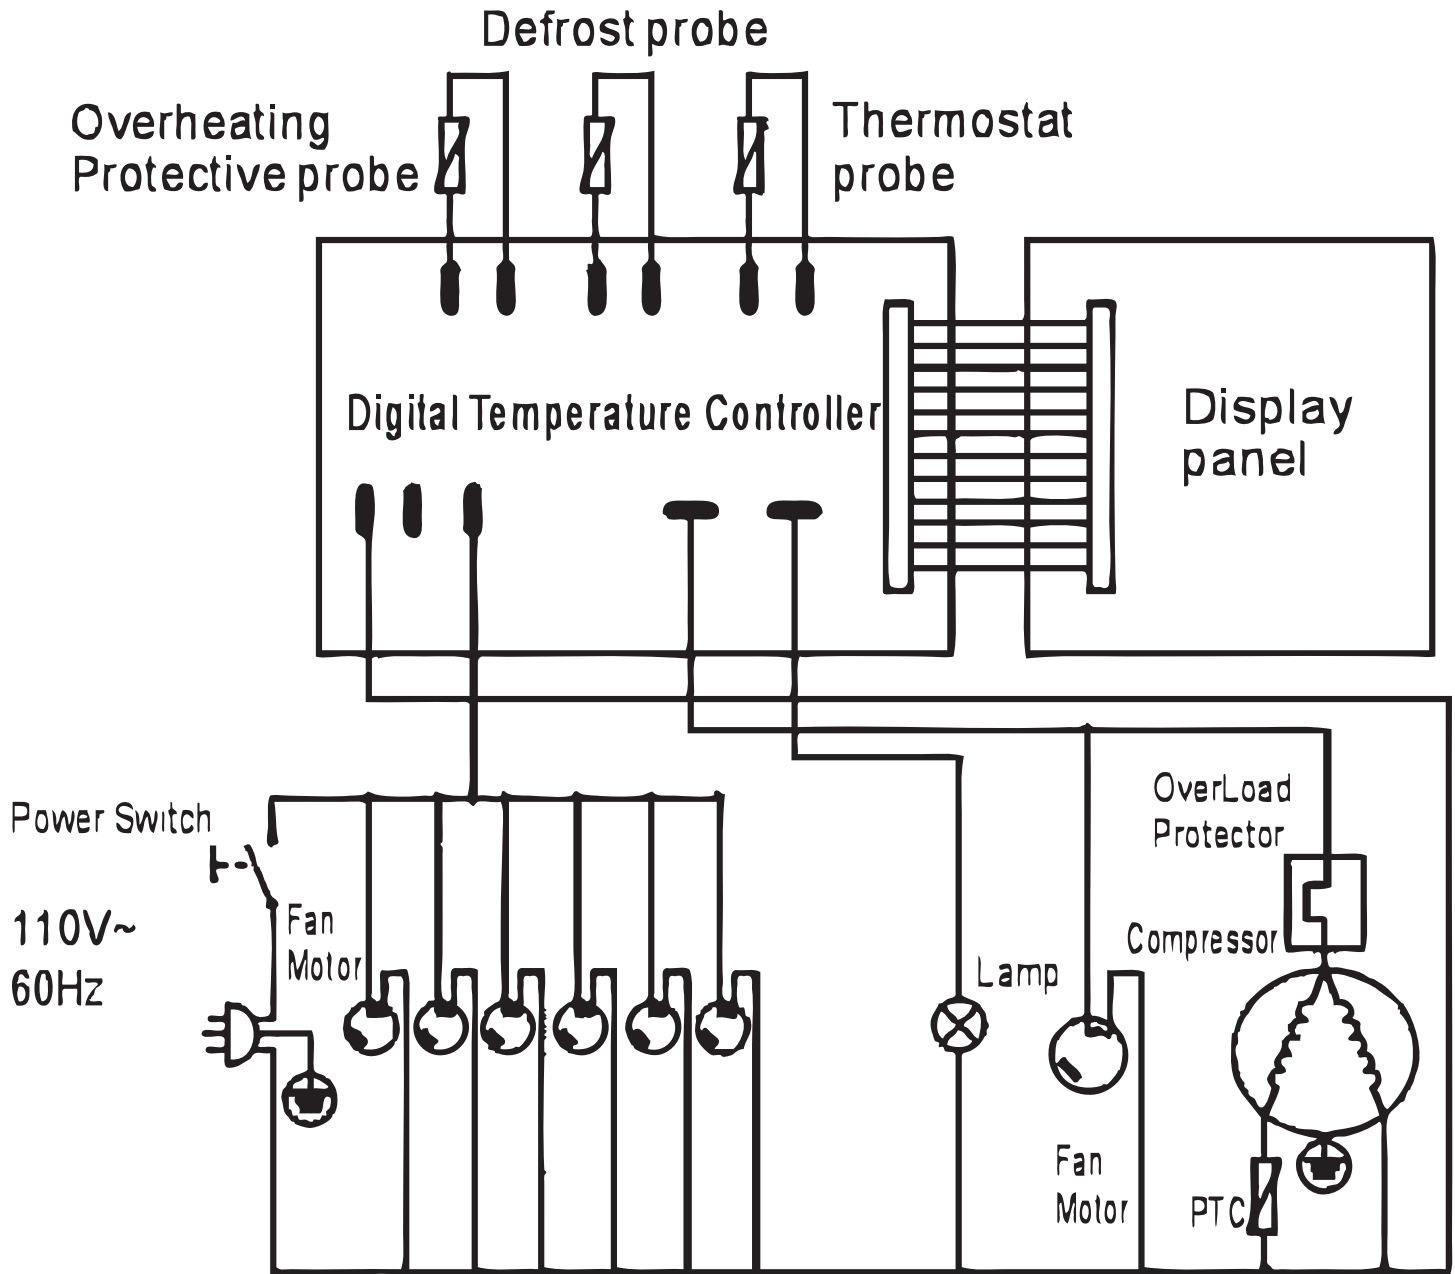 Defrost probe
Overheating
Protective probe
Thermostat
probe
Digital Temperature Controller
Display
panel
Power Switch
OverLoad
Protector
110V~
60Hz
Fan
Motor
Compressor
Lamp
Fan
Motor
PTC